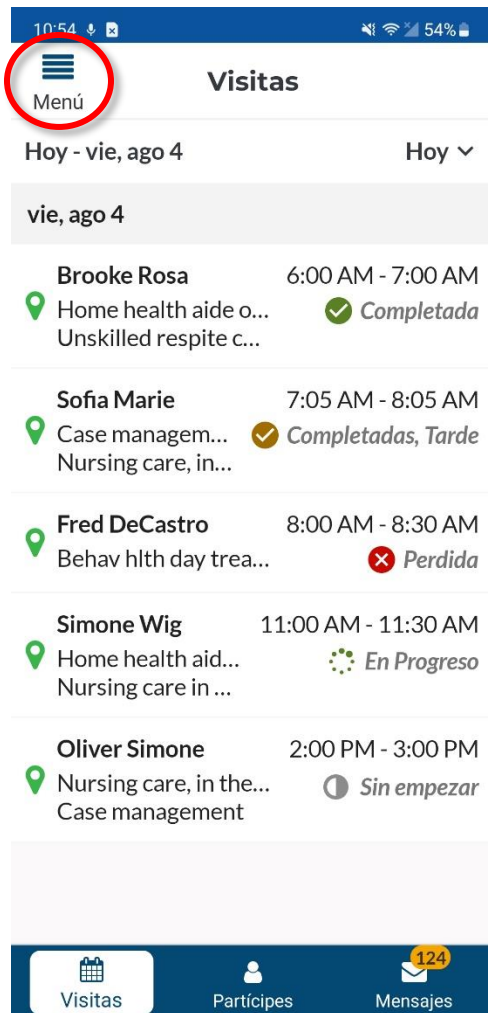 10:54 54%
Menú
Visitas
Hoy - vie, ago 4 Hoy
vie, ago 4
Brooke Rosa 6:00 AM - 7:00 AM
Home health aide o... Completada
Unskilled respite c...
Sofia Marie 7:05 AM - 8:05 AM
Case managem... Completadas, Tarde
Nursing care, in...
Fred DeCastro 8:00 AM - 8:30 AM
Behav hlth day trea... Perdida
Simone Wig 11:00 AM - 11:30 AM
Home health aid... En Progreso
Nursing care in ...
Oliver Simone 2:00 PM - 3:00 PM
Nursing care, in the... Sin empezar
Case management
124
Visitas Partícipes Mensajes